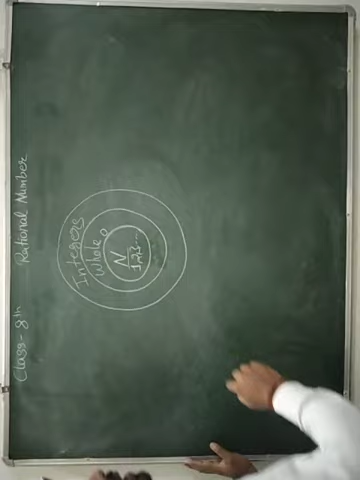 Class- 8th Rational Number
Integers
Whole 0
N
1,2,3...